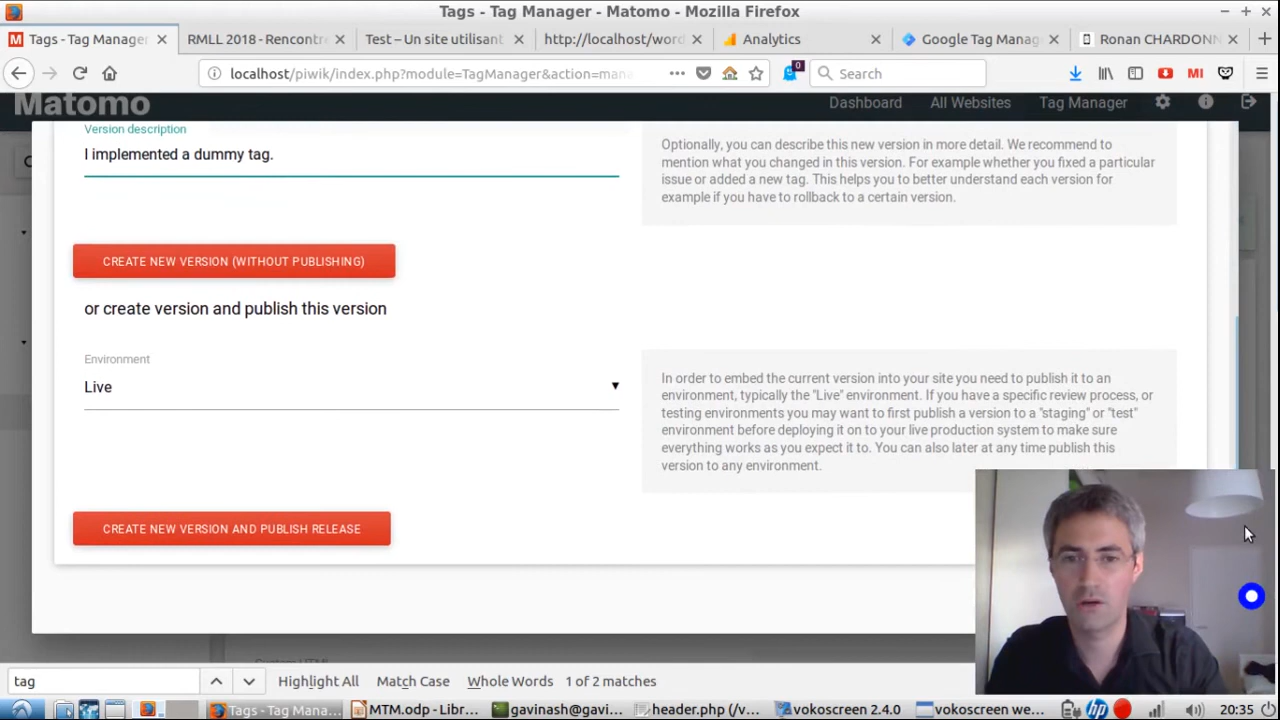 Tags - Tag Manager - Matomo - Mozilla Firefox
Tags - Tag Manager
RMLL 2018 - Rencontre
Test – Un site utilisant
http://localhost/word
Analytics
Google Tag Manag
Ronan CHARDONN
localhost/piwik/index.php?module=TagManager&action=man
0
Search
Matomo
Dashboard
All Websites
Tag Manager
Version description
I implemented a dummy tag.
Optionally, you can describe this new version in more detail. We recommend to
mention what you changed in this version. For example whether you fixed a particular
issue or added a new tag. This helps you to better understand each version for
example if you have to rollback to a certain version.
CREATE NEW VERSION (WITHOUT PUBLISHING)
or create version and publish this version
Environment
Live
In order to embed the current version into your site you need to publish it to an
environment, typically the "Live" environment. If you have a specific review process, or
testing environments you may want to first publish a version to a "staging" or "test"
environment before deploying it on to your live production system to make sure
everything works as you expect it to. You can also later at any time publish this
version to any environment.
CREATE NEW VERSION AND PUBLISH RELEASE
tag
Highlight All
Match Case
Whole Words
1 of 2 matches
Tags - Tag Mana...
MTM.odp - Libr...
gavinash@gavi...
header.php (/v...
vokoscreen 2.4.0
vokoscreen we...
20:35